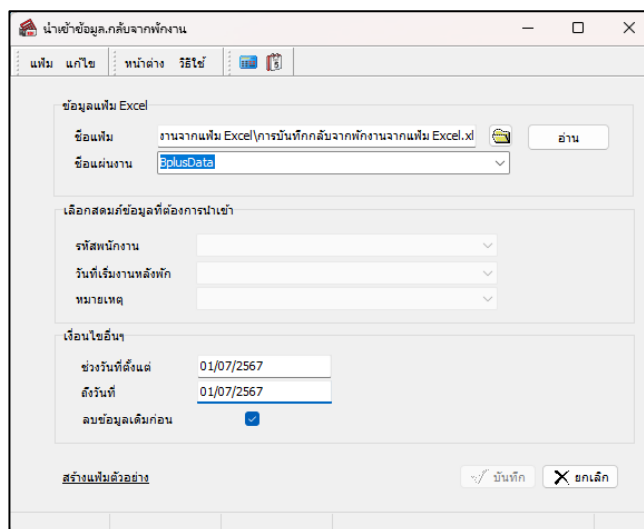 นำเข้าข้อมูล.กลับจากพักงาน
แฟ้ม แก้ไข หน้าต่าง วิธีใช้
ข้อมูลแฟ้ม Excel
ชื่อแฟ้ม งานจากแฟ้ม Excel\การบันทึกกลับจากพักงานจากแฟ้ม Excel.xl อ่าน
ชื่อแผ่นงาน BplusData
เลือกสดมภ์ข้อมูลที่ต้องการนำเข้า
รหัสพนักงาน
วันที่เริ่มงานหลังพัก
หมายเหตุ
เงื่อนไขอื่นๆ
ช่วงวันที่ตั้งแต่ 01/07/2567
ถึงวันที่ 01/07/2567
ลบข้อมูลเดิมก่อน
สร้างแฟ้มตัวอย่าง บันทึก ยกเลิก